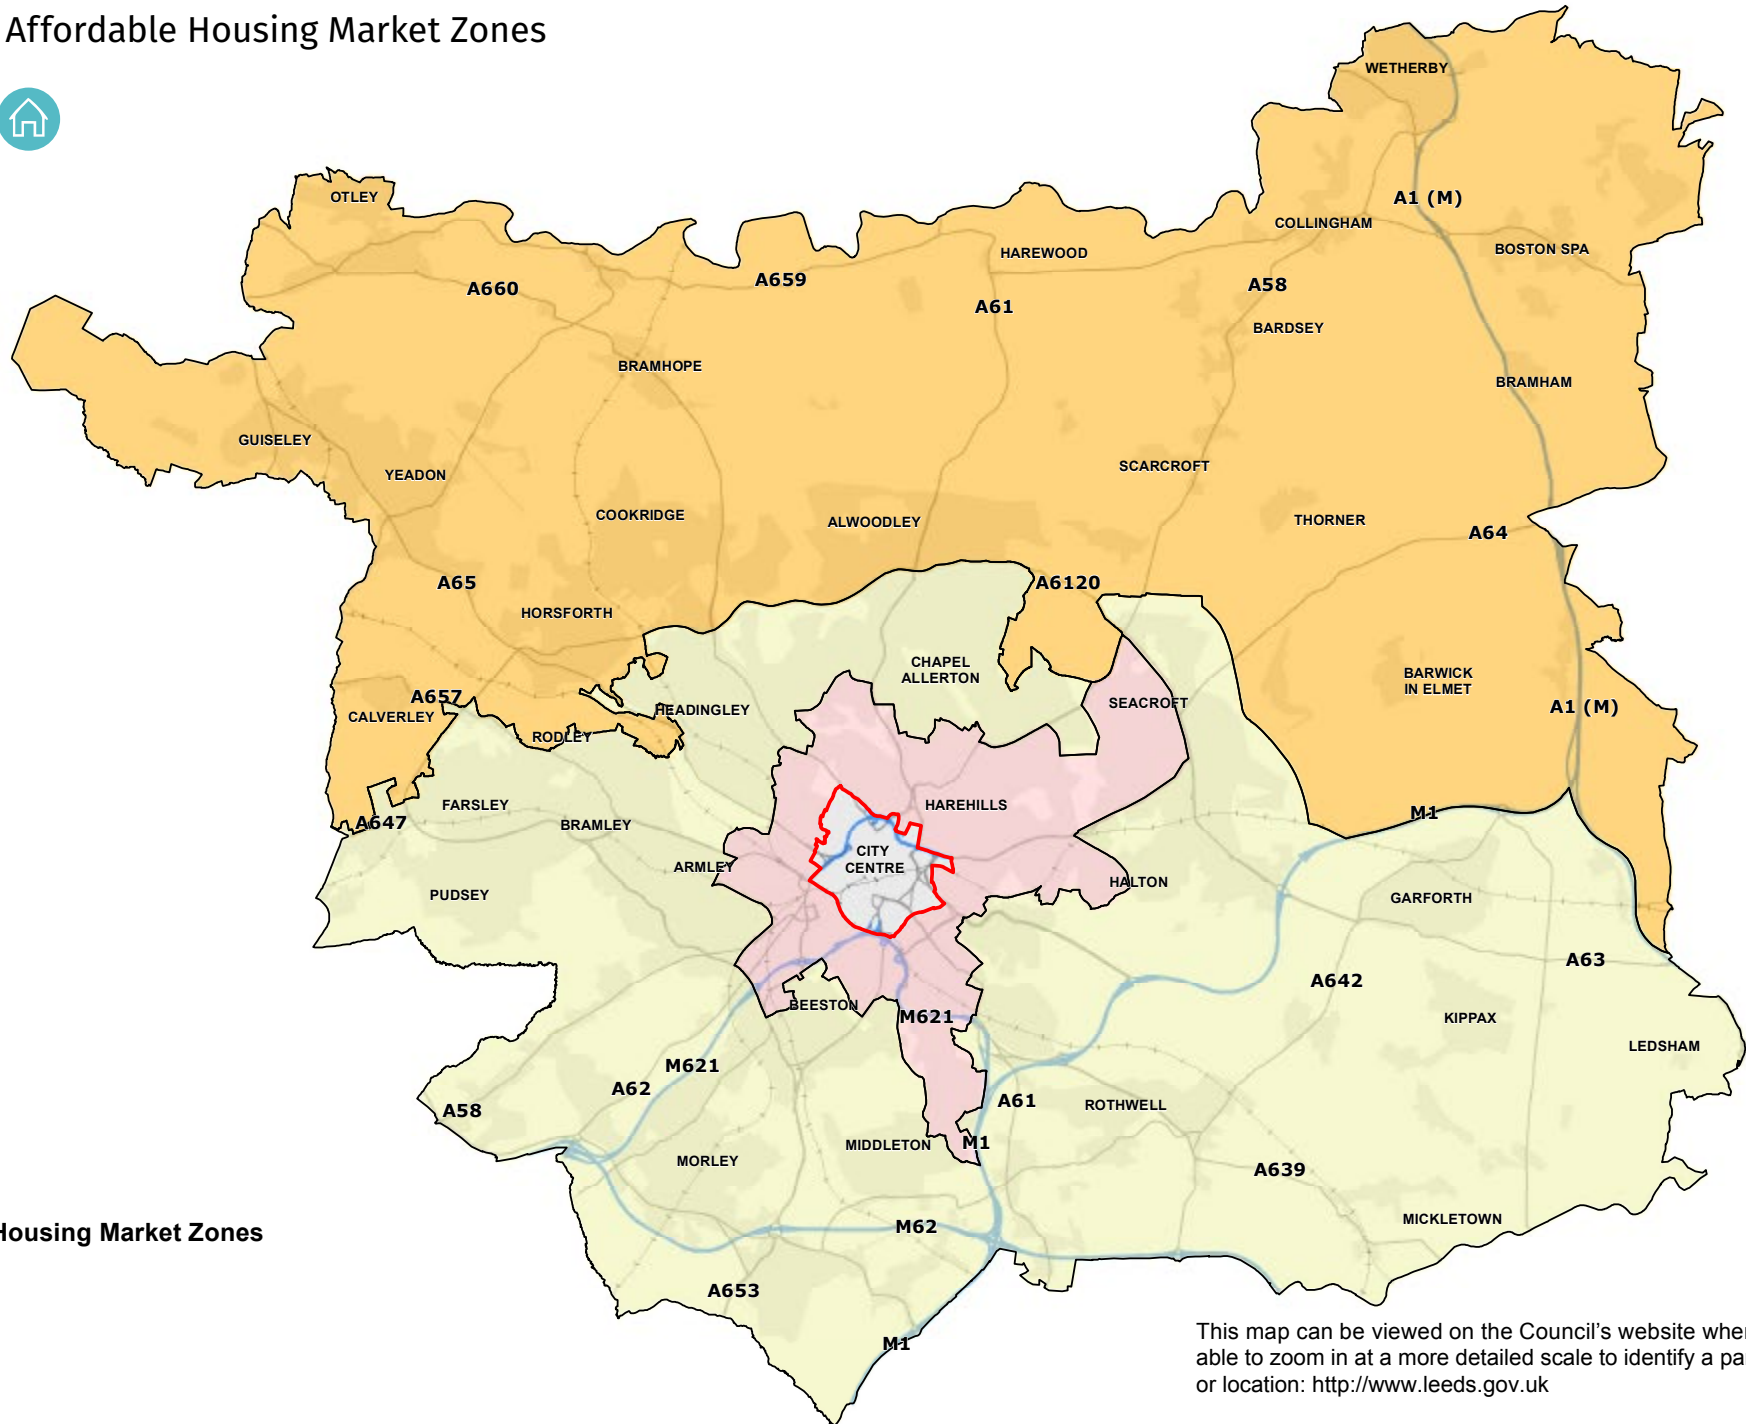 Affordable Housing Market Zones
WETHERBY
OTLEY
A1 (M)
COLLINGHAM
HAREWOOD
BOSTON SPA
A660
A659
A61
A58
BARDSEY
BRAMHOPE
BRAMHAM
GUISELEY
YEADON
SCARCROFT
COOKRIDGE
ALWOODLEY
THORNER
A64
A65
A6120
HORSFORTH
CHAPEL
ALLERTON
BARWICK
IN ELMET
A657
CALVERLEY
HEADINGLEY
SEACROFT
A1 (M)
RODLEY
FARSLEY
HAREHILLS
A647
BRAMLEY
M1
CITY
CENTRE
ARMLEY
PUDSEY
HALTON
GARFORTH
A63
A642
BEESTON
M621
KIPPAX
LEDSHAM
M621
A62
A58
A61
ROTHWELL
MIDDLETON
M1
MORLEY
A639
M62
MICKLETOWN
Housing Market Zones
A653
M1
This map can be viewed on the Council's website wher
able to zoom in at a more detailed scale to identify a pa
or location: http://www.leeds.gov.uk